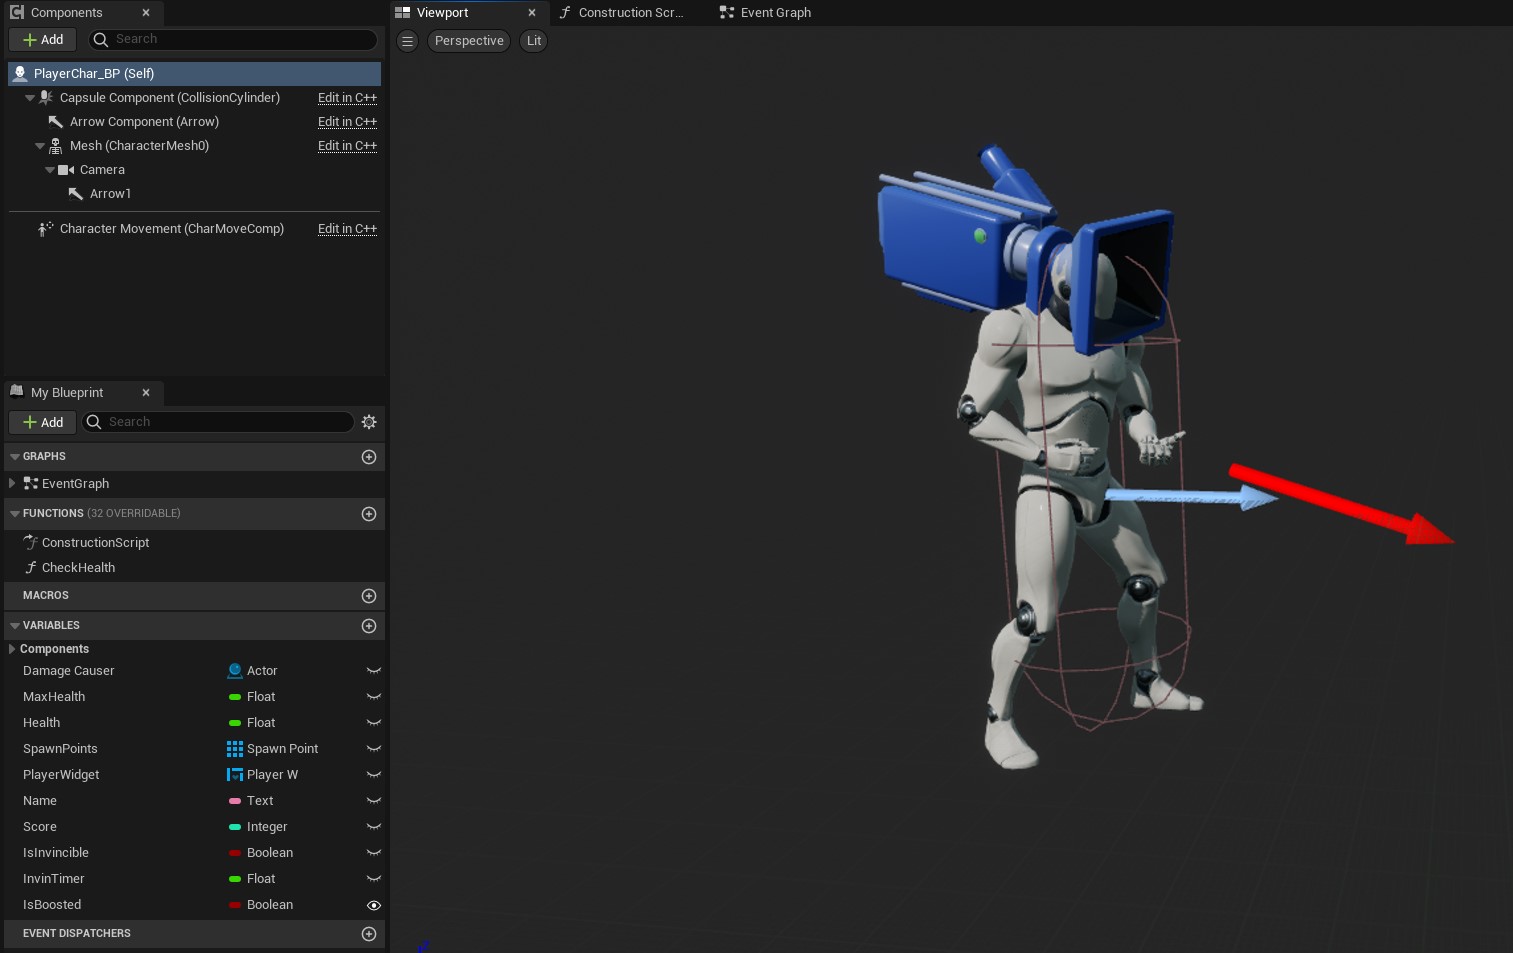 Components
Add
Search
PlayerChar_BP (Self)
Capsule Component (CollisionCylinder) Edit in C++
Arrow Component (Arrow) Edit in C++
Mesh (CharacterMesh0) Edit in C++
Camera
Arrow1
Character Movement (CharMoveComp) Edit in C++
My Blueprint
Add
Search
GRAPHS
EventGraph
FUNCTIONS (32 OVERRIDABLE)
ConstructionScript
CheckHealth
MACROS
VARIABLES
Components
Damage Causer Actor
MaxHealth Float
Health Float
SpawnPoints Spawn Point
PlayerWidget Player W
Name Text
Score Integer
IsInvincible Boolean
InvinTimer Float
IsBoosted Boolean
EVENT DISPATCHERS
Viewport
Construction Scr...
Event Graph
Perspective
Lit